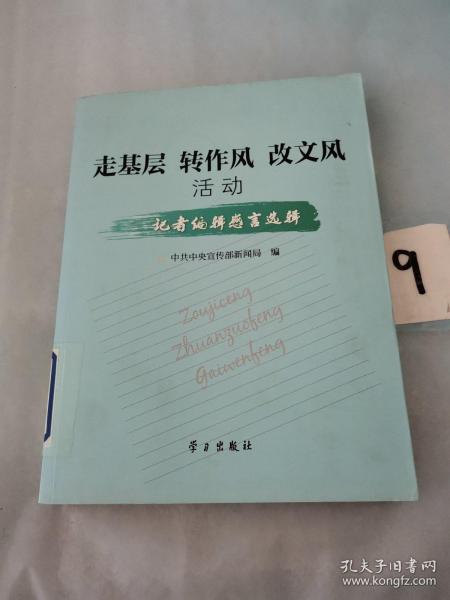 走基层 转作风 改文风
活动
记者编辑感言选辑
中共中央宣传部新闻局 编
Zoujiceng
Zhuanzuofeng
Gaiwenfeng
学习出版社
9
孔夫子旧书网
www.kongfz.com